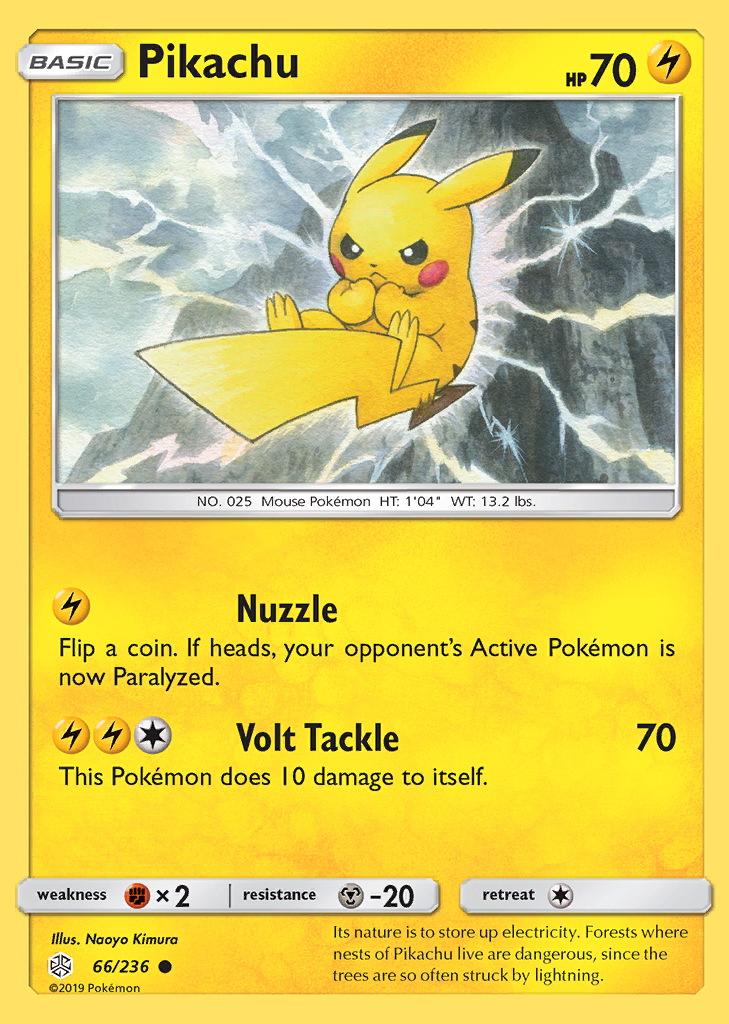 BASIC Pikachu HP 70
NO. 025 Mouse Pokémon HT: 1'04" WT: 13.2 lbs.
Nuzzle
Flip a coin. If heads, your opponent's Active Pokémon is
now Paralyzed.
Volt Tackle 70
This Pokémon does 10 damage to itself.
weakness × 2 resistance -20 retreat
Illus. Naoyo Kimura
66/236
©2019 Pokémon
Its nature is to store up electricity. Forests where
nests of Pikachu live are dangerous, since the
trees are so often struck by lightning.